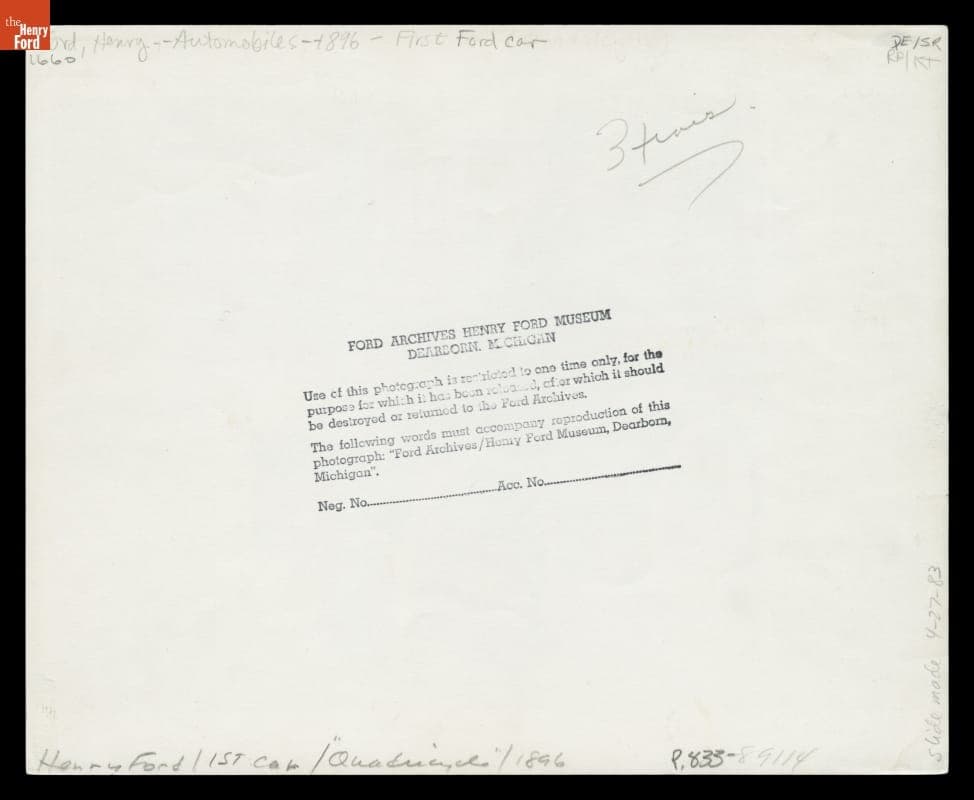 the
Henry
Ford
ord, Henry--Automobiles--1896 - First Ford car
1660
DE/SR
3 trans.
FORD ARCHIVES HENRY FORD MUSEUM
DEARBORN, MICHIGAN
Use of this photograph is restricted to one time only, for the
purpose for which it has been released, after which it should
be destroyed or returned to the Ford Archives.
The following words must accompany reproduction of this
photograph: "Ford Archives/Henry Ford Museum, Dearborn,
Michigan".
Neg. No. Acc. No.
Slide made 4-27-83
Henry Ford/1ST car/"Quadricycle"/1896
P.833-89114